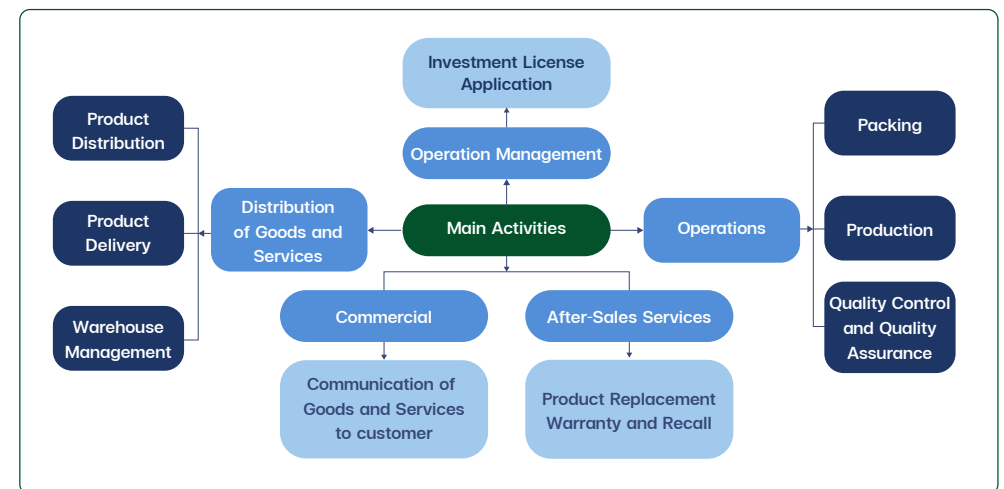 Investment License
Application
Operation Management
Main Activities
Product
Distribution
Product
Delivery
Warehouse
Management
Distribution
of Goods and
Services
Operations
Packing
Production
Quality Control
and Quality
Assurance
Commercial
Communication of
Goods and Services
to customer
After-Sales Services
Product Replacement
Warranty and Recall